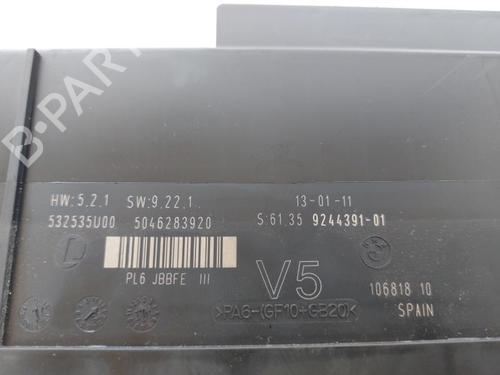 B-PARTS
HW:5.2.1 SW:9.22.1 13-01-11
532535U00 5046283920 S:61.35 9244391-01
L
PL6 JBBFE III
V5
106818 10
SPAIN
>PA6-(GF10+GB20)<